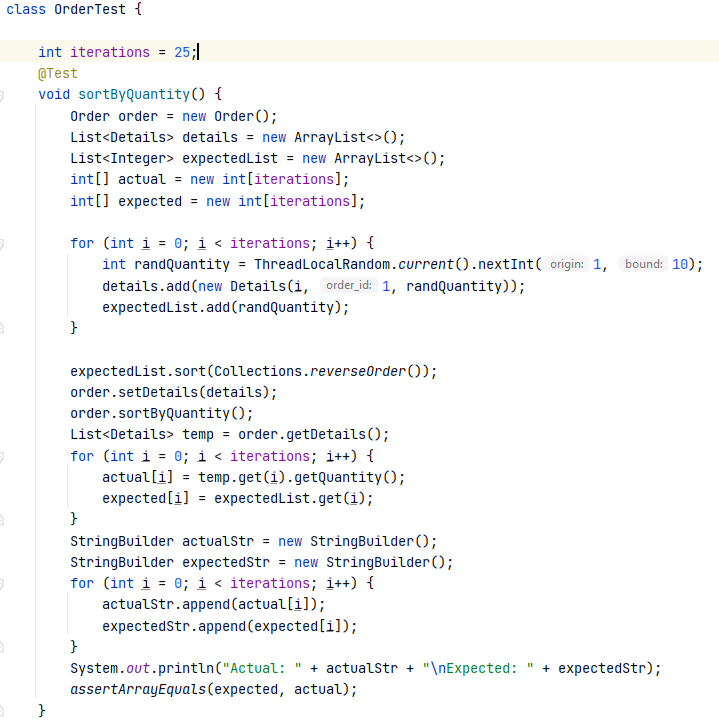 class OrderTest {
int iterations = 25;
@Test
void sortByQuantity() {
Order order = new Order();
List<Details> details = new ArrayList<>();
List<Integer> expectedList = new ArrayList<>();
int[] actual = new int[iterations];
int[] expected = new int[iterations];
for (int i = 0; i < iterations; i++) {
int randQuantity = ThreadLocalRandom.current().nextInt( origin: 1, bound: 10);
details.add(new Details(i, order_id: 1, randQuantity));
expectedList.add(randQuantity);
}
expectedList.sort(Collections.reverseOrder());
order.setDetails(details);
order.sortByQuantity();
List<Details> temp = order.getDetails();
for (int i = 0; i < iterations; i++) {
actual[i] = temp.get(i).getQuantity();
expected[i] = expectedList.get(i);
}
StringBuilder actualStr = new StringBuilder();
StringBuilder expectedStr = new StringBuilder();
for (int i = 0; i < iterations; i++) {
actualStr.append(actual[i]);
expectedStr.append(expected[i]);
}
System.out.println("Actual: " + actualStr + "\nExpected: " + expectedStr);
assertArrayEquals(expected, actual);
}